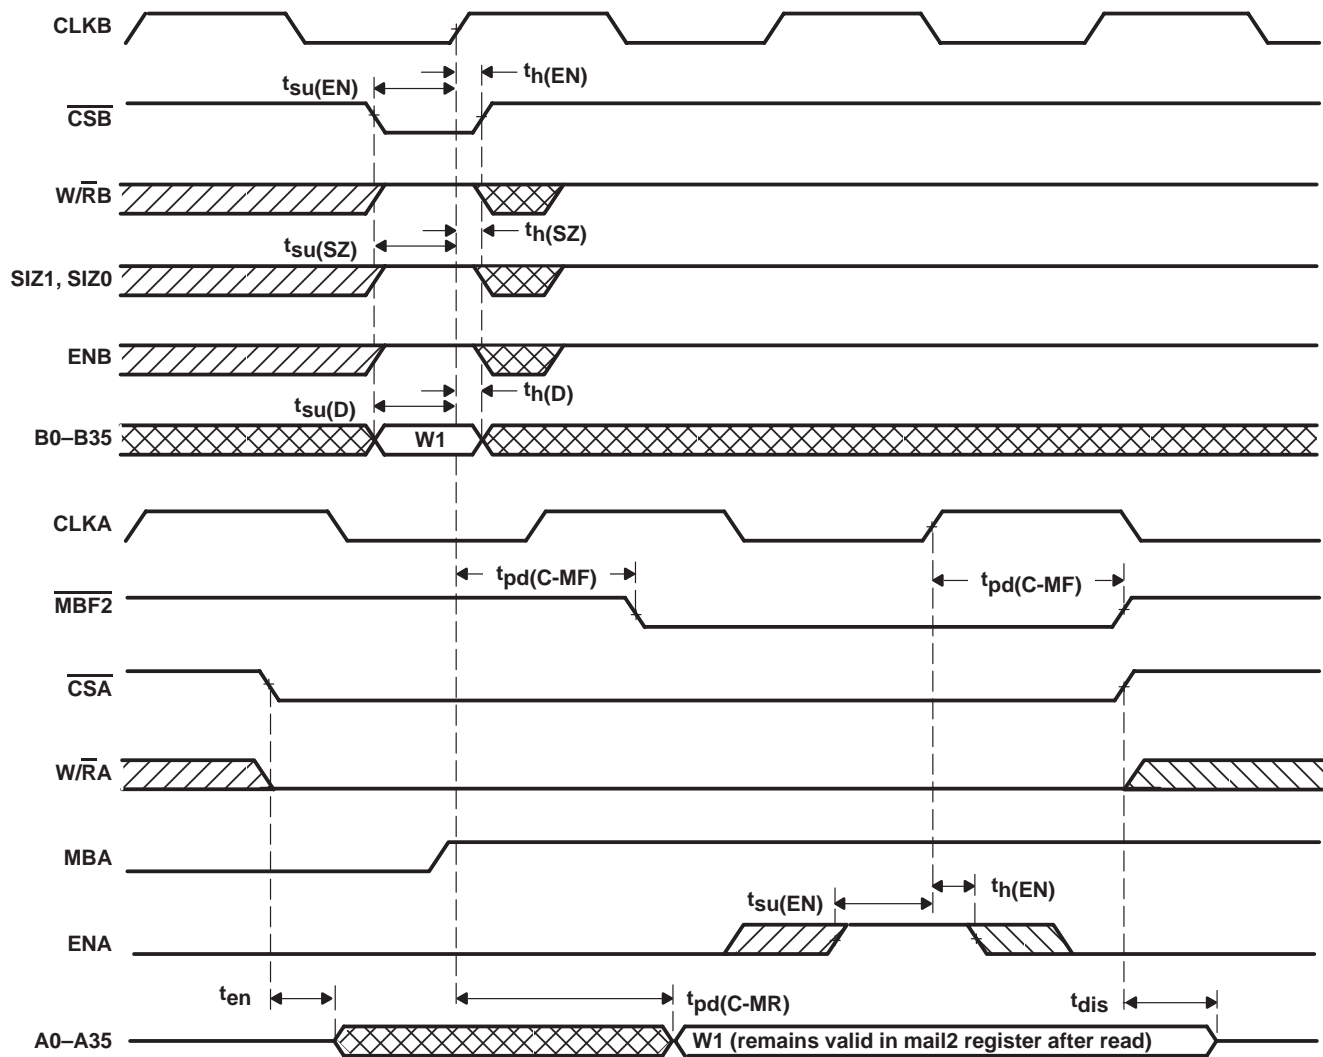 CLKB
th(EN)
tsu(EN)
CSB
W/RB
th(SZ)
tsu(SZ)
SIZ1, SIZ0
ENB
th(D)
tsu(D)
B0–B35
W1
CLKA
tpd(C-MF)
tpd(C-MF)
MBF2
CSA
W/RA
MBA
th(EN)
tsu(EN)
ENA
ten
tpd(C-MR)
tdis
A0–A35
W1 (remains valid in mail2 register after read)